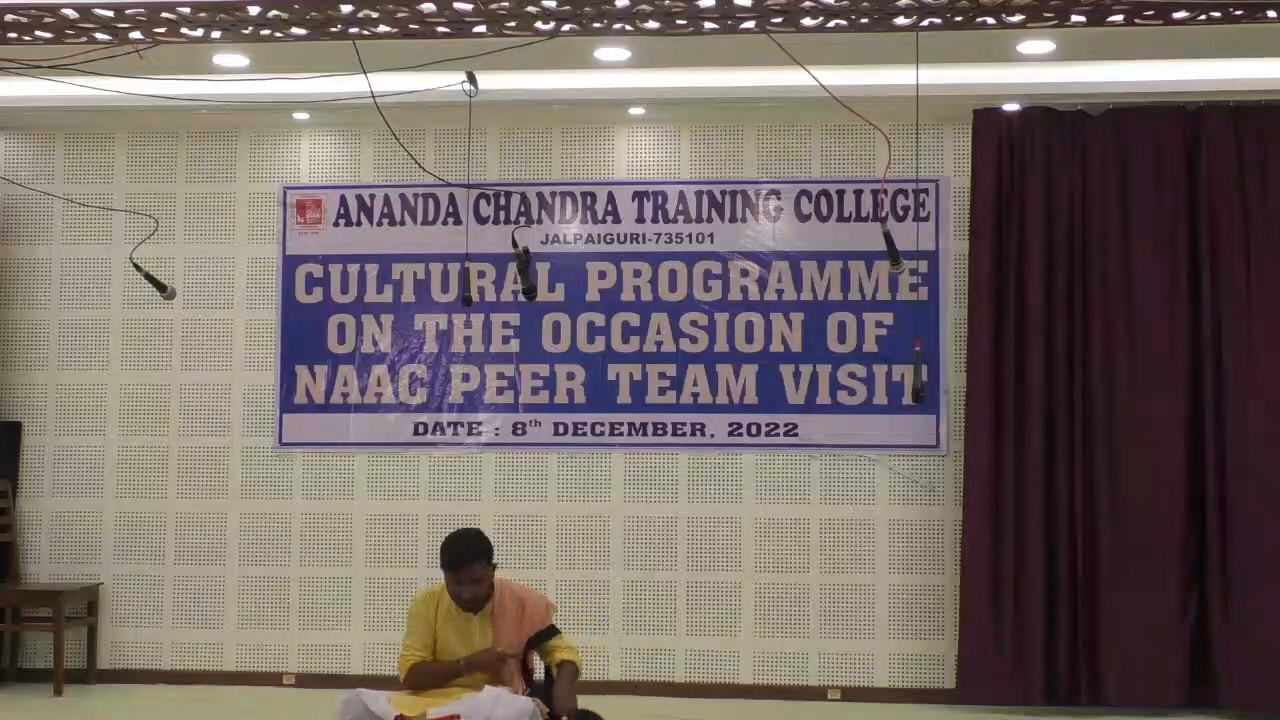 ANANDA CHANDRA TRAINING COLLEGE
JALPAIGURI-735101
CULTURAL PROGRAMME
ON THE OCCASION OF
NAAC PEER TEAM VISIT
DATE : 8th DECEMBER, 2022